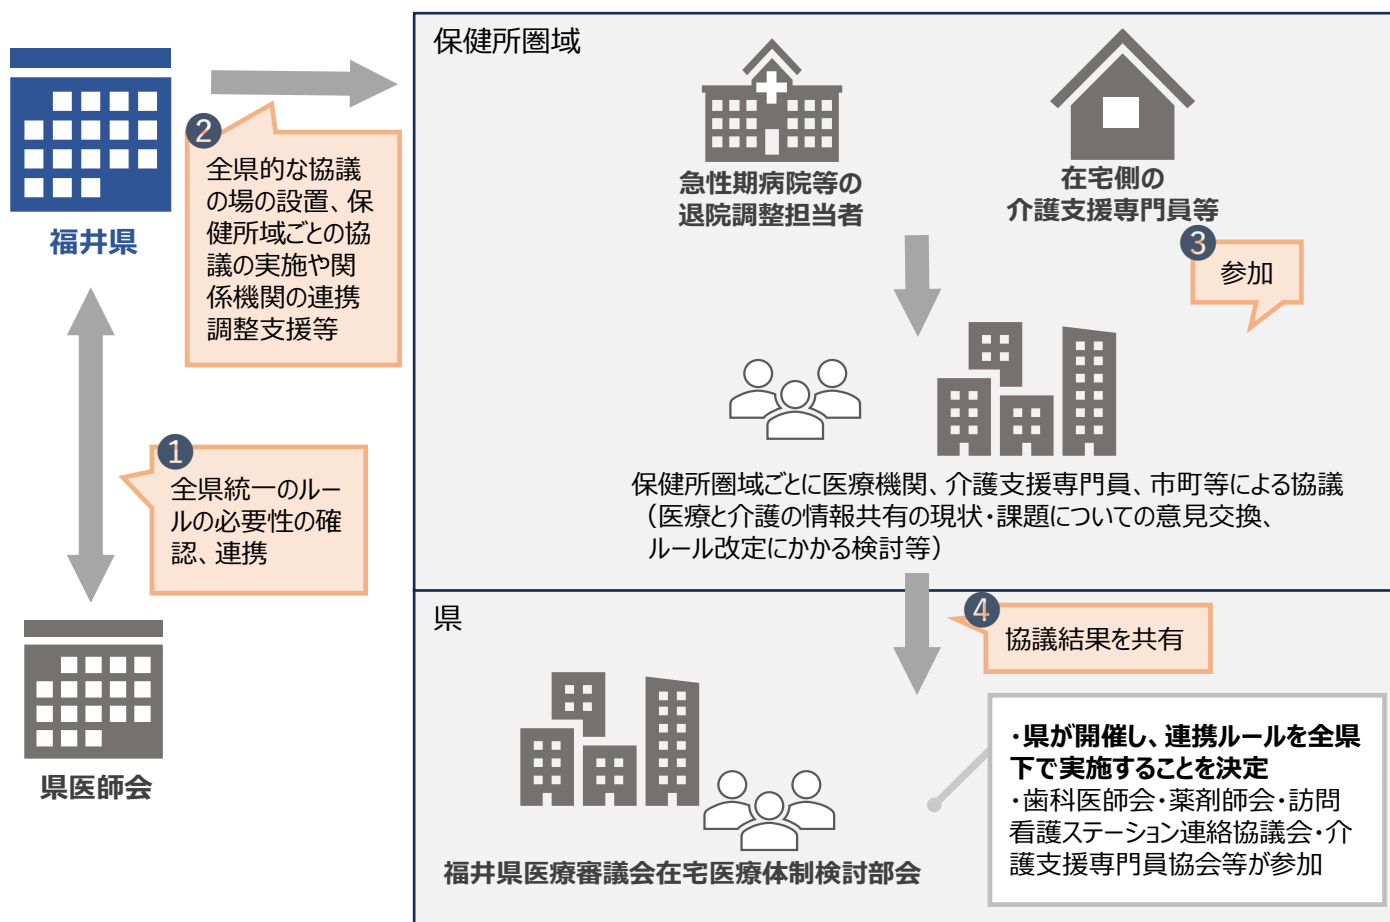 保健所圏域
急性期病院等の
退院調整担当者
在宅側の
介護支援専門員等
❷
全県的な協議
の場の設置、保
健所域ごとの協
議の実施や関
係機関の連携
調整支援等
福井県
❸
参加
❶
全県統一のルー
ルの必要性の確
認、連携
保健所圏域ごとに医療機関、介護支援専門員、市町等による協議
（医療と介護の情報共有の現状・課題についての意見交換、
ルール改定にかかる検討等）
県医師会
県
❹
協議結果を共有
・県が開催し、連携ルールを全県
下で実施することを決定
・歯科医師会・薬剤師会・訪問
看護ステーション連絡協議会・介
護支援専門員協会等が参加
福井県医療審議会在宅医療体制検討部会